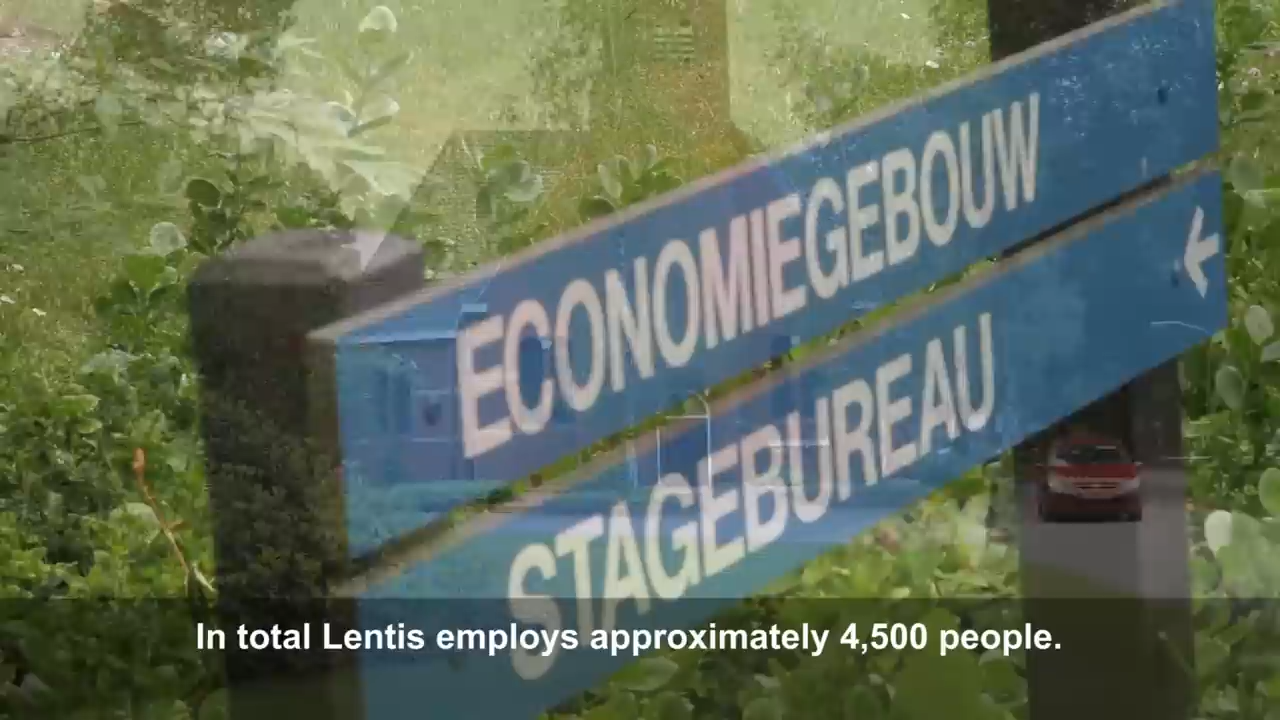 ECONOMIEGEBOUW
STAGEBUREAU
In total Lentis employs approximately 4,500 people.